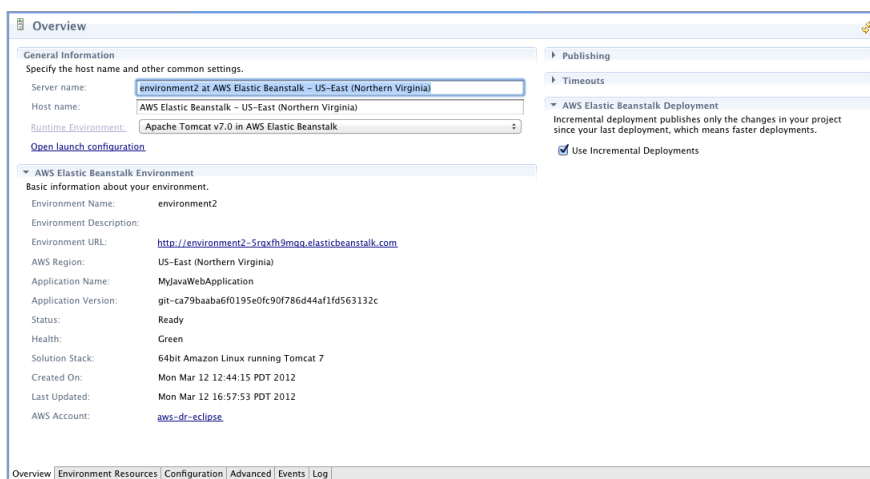 Overview
General Information
Specify the host name and other common settings.
Server name: environment2 at AWS Elastic Beanstalk – US-East (Northern Virginia)
Host name: AWS Elastic Beanstalk – US-East (Northern Virginia)
Runtime Environment: Apache Tomcat v7.0 in AWS Elastic Beanstalk
Open launch configuration
AWS Elastic Beanstalk Environment
Basic information about your environment.
Environment Name: environment2
Environment Description:
Environment URL: http://environment2-5rqxfh9mqq.elasticbeanstalk.com
AWS Region: US-East (Northern Virginia)
Application Name: MyJavaWebApplication
Application Version: git-ca79baaba6f0195e0fc90f786d44af1fd563132c
Status: Ready
Health: Green
Solution Stack: 64bit Amazon Linux running Tomcat 7
Created On: Mon Mar 12 12:44:15 PDT 2012
Last Updated: Mon Mar 12 16:57:53 PDT 2012
AWS Account: aws-dr-eclipse
Publishing
Timeouts
AWS Elastic Beanstalk Deployment
Incremental deployment publishes only the changes in your project
since your last deployment, which means faster deployments.
Use Incremental Deployments
Overview Environment Resources Configuration Advanced Events Log